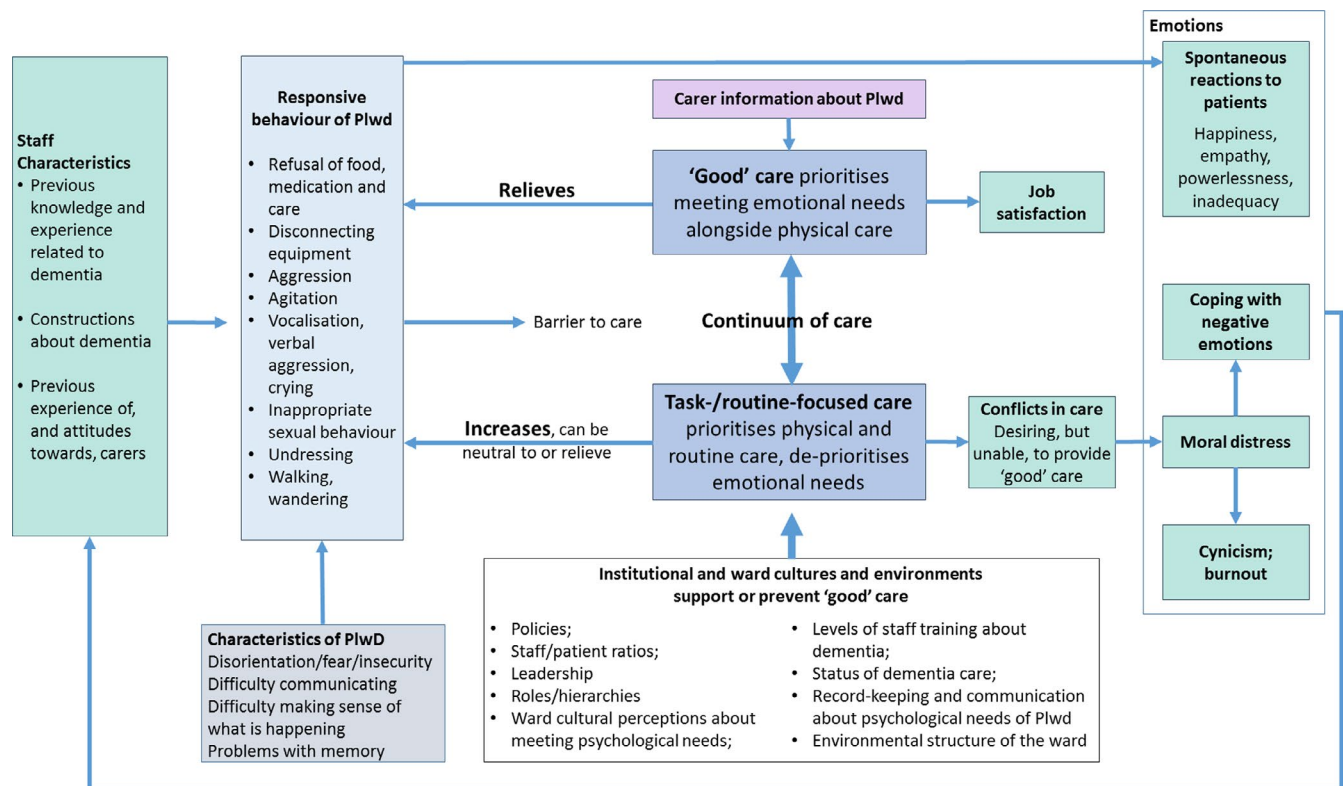 Staff
Characteristics
• Previous
knowledge and
experience
related to
dementia
• Constructions
about dementia
• Previous
experience of,
and attitudes
towards, carers
Responsive
behaviour of Plwd
• Refusal of food,
medication and
care
• Disconnecting
equipment
• Aggression
• Agitation
• Vocalisation,
verbal
aggression,
crying
• Inappropriate
sexual behaviour
• Undressing
• Walking,
wandering
Characteristics of PlwD
Disorientation/fear/insecurity
Difficulty communicating
Difficulty making sense of
what is happening
Problems with memory
Relieves
Barrier to care
Increases, can be
neutral to or relieve
Carer information about Plwd
‘Good’ care prioritises
meeting emotional needs
alongside physical care
Continuum of care
Task-/routine-focused care
prioritises physical and
routine care, de-prioritises
emotional needs
Institutional and ward cultures and environments
support or prevent ‘good’ care
• Policies;
• Staff/patient ratios;
• Leadership
• Roles/hierarchies
• Ward cultural perceptions about
meeting psychological needs;
• Levels of staff training about
dementia;
• Status of dementia care;
• Record-keeping and communication
about psychological needs of Plwd
• Environmental structure of the ward
Job
satisfaction
Conflicts in care
Desiring, but
unable, to provide
‘good’ care
Emotions
Spontaneous
reactions to
patients
Happiness,
empathy,
powerlessness,
inadequacy
Coping with
negative
emotions
Moral distress
Cynicism;
burnout